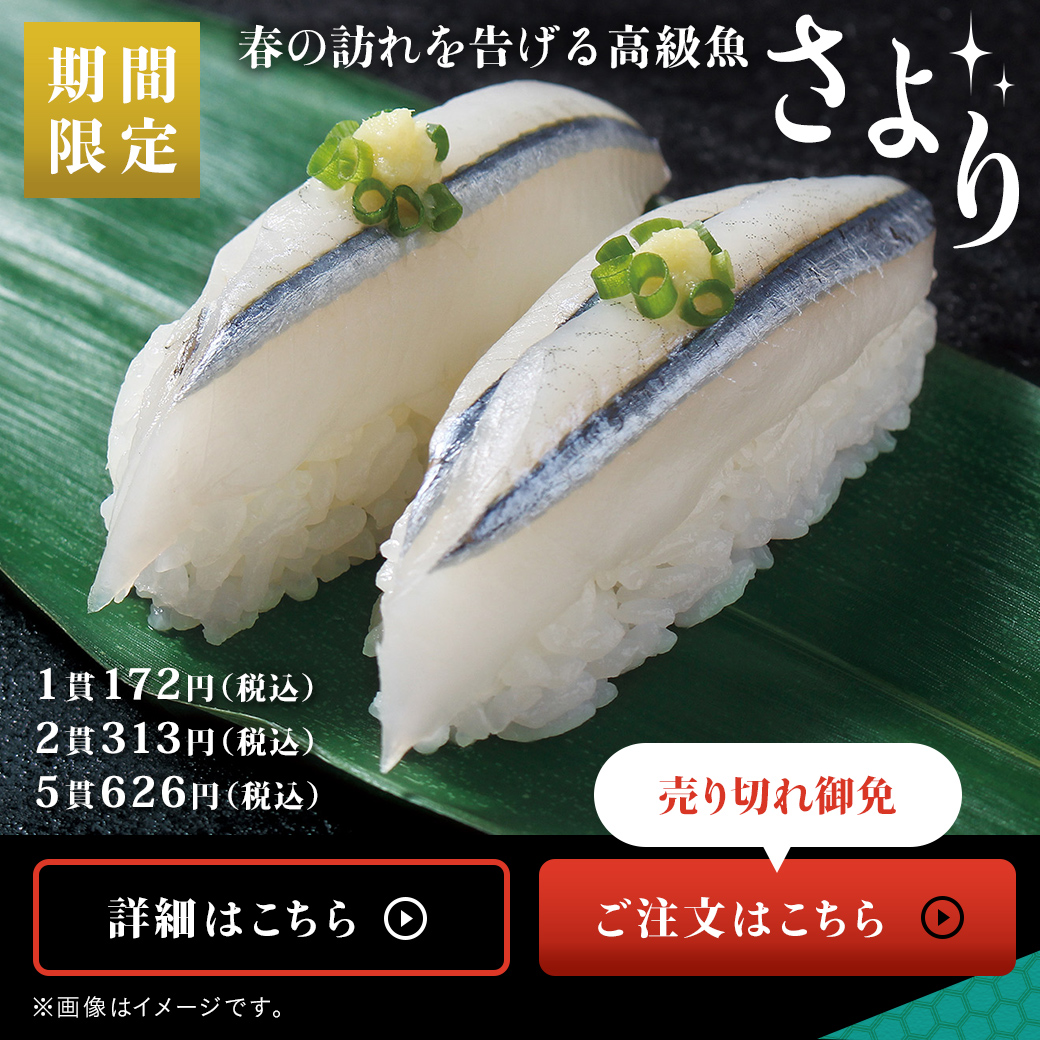 期間
限定
春の訪れを告げる高級魚
さより
1貫172円(税込)
2貫313円(税込)
5貫626円(税込)
売り切れ御免
詳細はこちら
ご注文はこちら
※画像はイメージです。